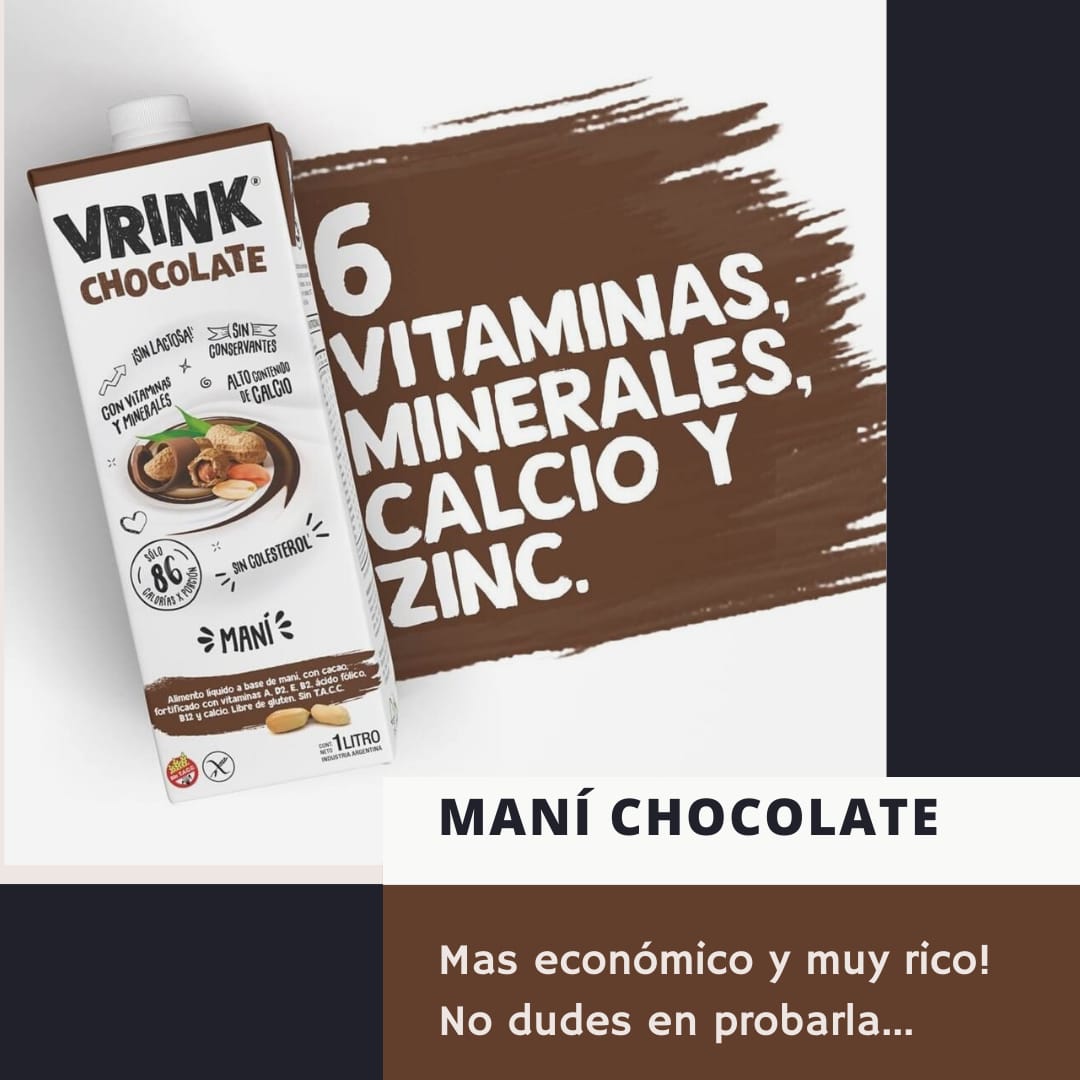 VRINK®
CHOCOLATE
¡SIN LACTOSA!
SIN
CONSERVANTES
CON VITAMINAS
Y MINERALES
ALTO CONTENIDO
DE CALCIO
SÓLO
86
CALORÍAS X PORCIÓN
SIN COLESTEROL
MANÍ
Alimento líquido a base de maní, con cacao,
fortificado con vitaminas A, D2, E, B2, ácido fólico,
B12 y calcio. Libre de gluten. Sin T.A.C.C.
Sin T.A.C.C.
CONT.
NETO
1 LITRO
INDUSTRIA ARGENTINA
6
VITAMINAS,
MINERALES,
CALCIO Y
ZINC.
MANÍ CHOCOLATE
Mas económico y muy rico!
No dudes en probarla...